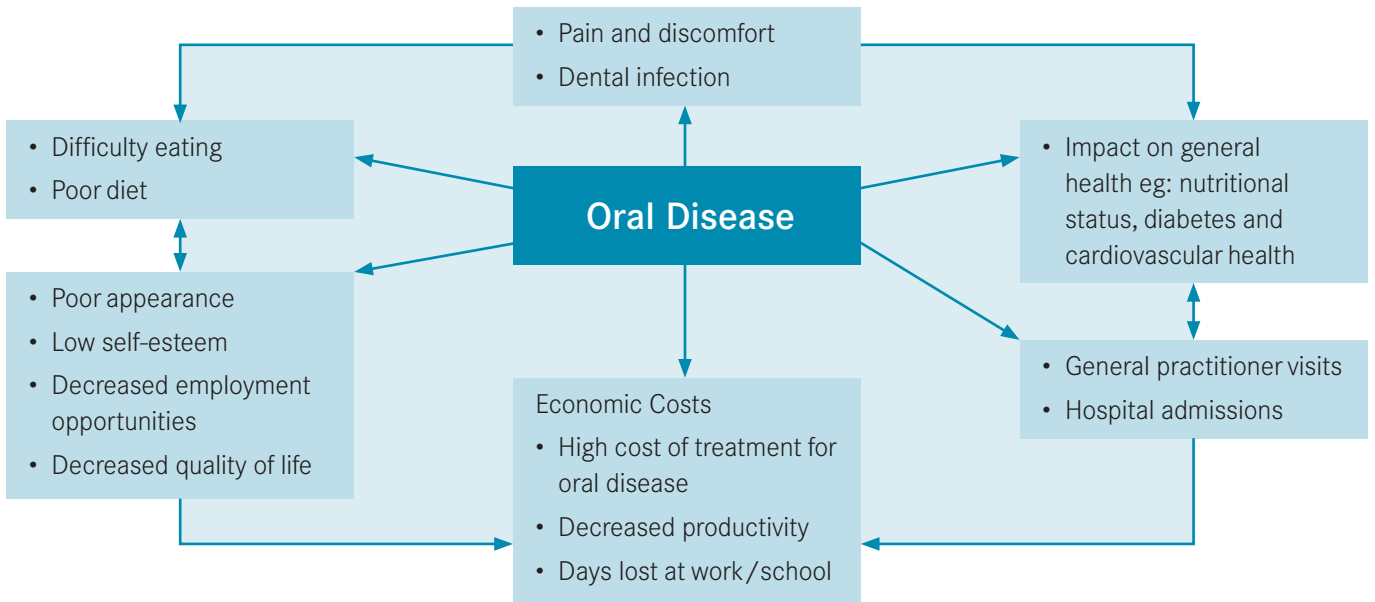 • Pain and discomfort
• Dental infection
• Difficulty eating
• Poor diet
Oral Disease
• Impact on general
health eg: nutritional
status, diabetes and
cardiovascular health
• Poor appearance
• Low self-esteem
• Decreased employment
opportunities
• Decreased quality of life
Economic Costs
• High cost of treatment for
oral disease
• Decreased productivity
• Days lost at work/school
• General practitioner visits
• Hospital admissions